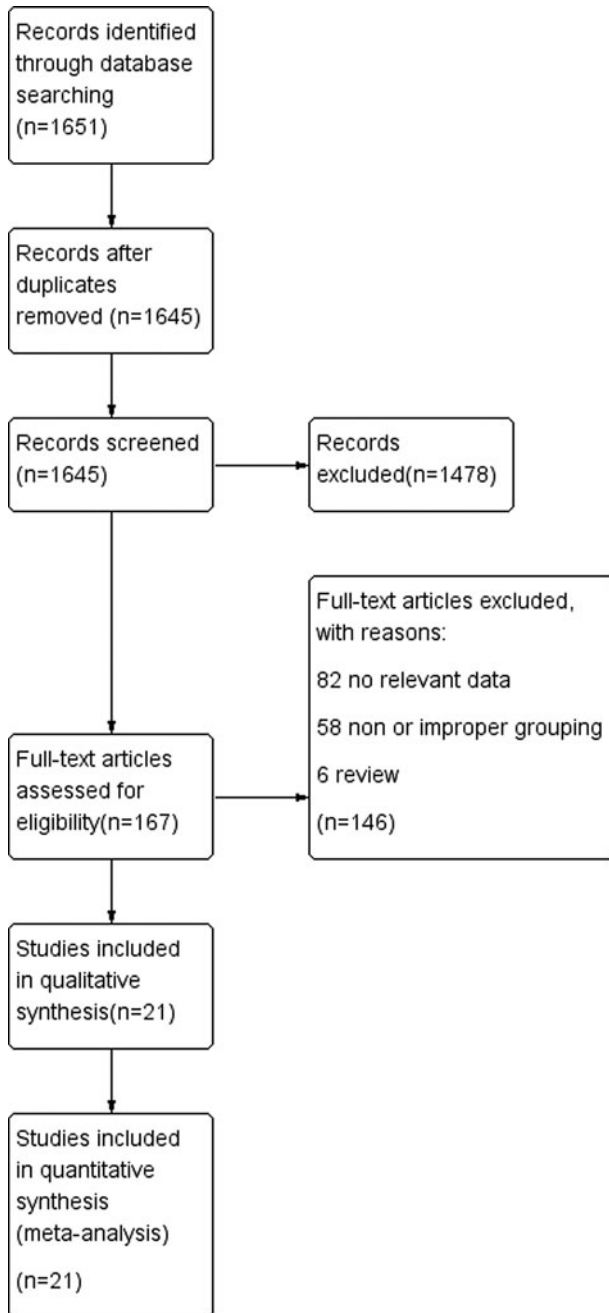 Records identified
through database
searching
(n=1651)
Records after
duplicates
removed (n=1645)
Records screened
(n=1645)
Records
excluded(n=1478)
Full-text articles excluded,
with reasons:
82 no relevant data
58 non or improper grouping
6 review
(n=146)
Full-text articles
assessed for
eligibility(n=167)
Studies included
in qualitative
synthesis(n=21)
Studies included
in quantitative
synthesis
(meta-analysis)
(n=21)